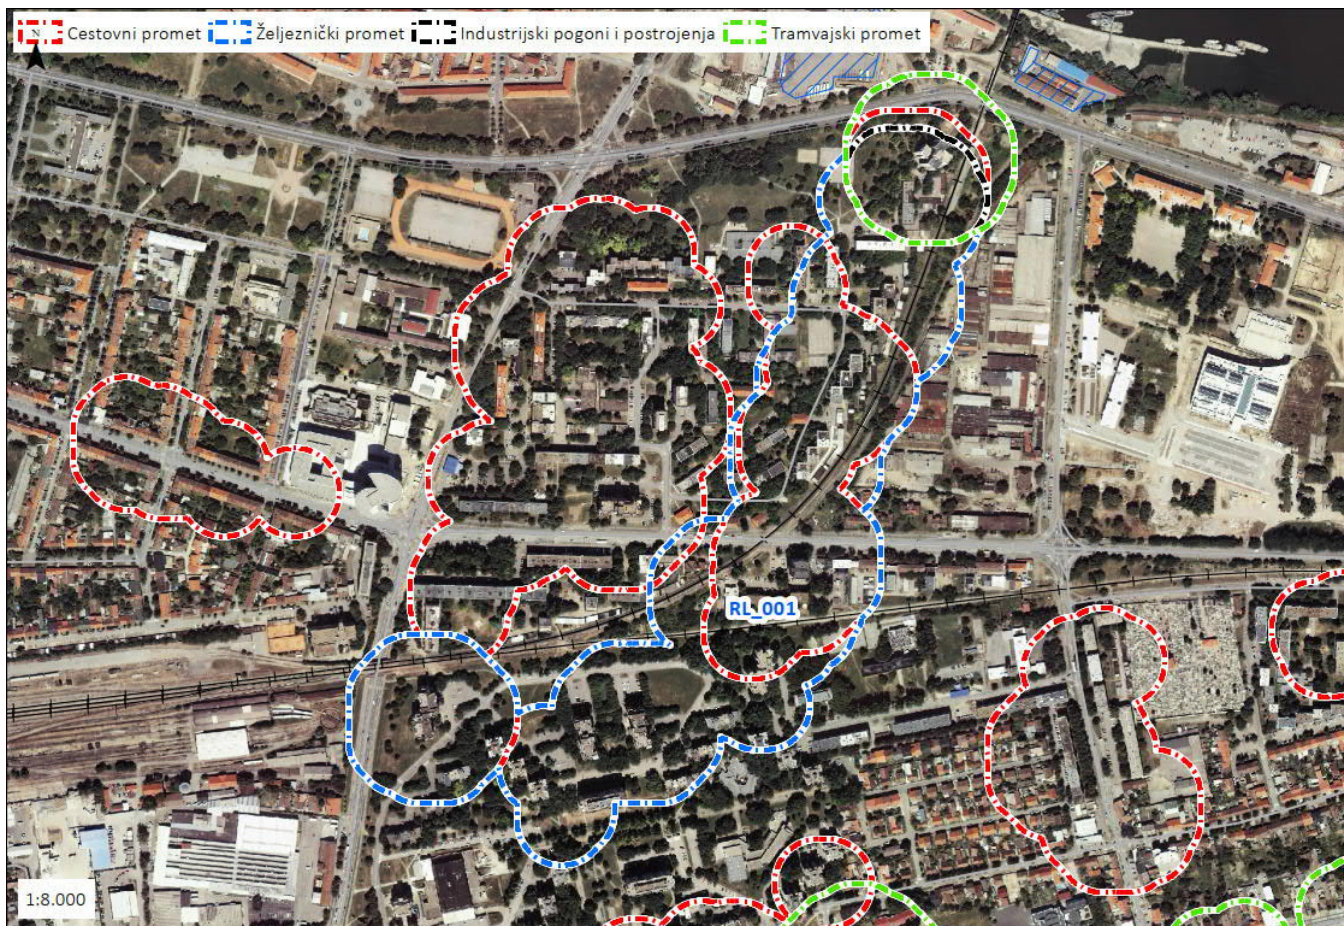 Cestovni promet Željeznički promet Industrijski pogoni i postrojenja Tramvajski promet
N
RL_001
1:8.000